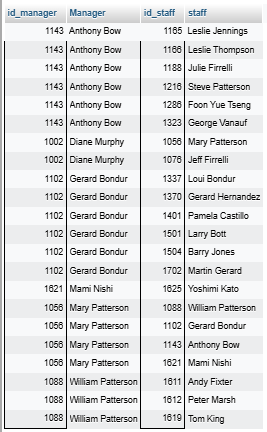 id_manager Manager id_staff staff
1143 Anthony Bow 1165 Leslie Jennings
1143 Anthony Bow 1166 Leslie Thompson
1143 Anthony Bow 1188 Julie Firrelli
1143 Anthony Bow 1216 Steve Patterson
1143 Anthony Bow 1286 Foon Yue Tseng
1143 Anthony Bow 1323 George Vanauf
1002 Diane Murphy 1056 Mary Patterson
1002 Diane Murphy 1076 Jeff Firrelli
1102 Gerard Bondur 1337 Loui Bondur
1102 Gerard Bondur 1370 Gerard Hernandez
1102 Gerard Bondur 1401 Pamela Castillo
1102 Gerard Bondur 1501 Larry Bott
1102 Gerard Bondur 1504 Barry Jones
1102 Gerard Bondur 1702 Martin Gerard
1621 Mami Nishi 1625 Yoshimi Kato
1056 Mary Patterson 1088 William Patterson
1056 Mary Patterson 1102 Gerard Bondur
1056 Mary Patterson 1143 Anthony Bow
1056 Mary Patterson 1621 Mami Nishi
1088 William Patterson 1611 Andy Fixter
1088 William Patterson 1612 Peter Marsh
1088 William Patterson 1619 Tom King